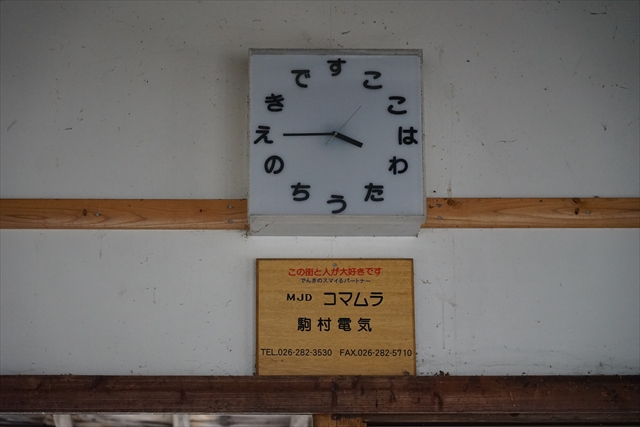 ここはわたうちのえきです
この街と人が大好きです
でんきのスマイるパートナー
MJD コマムラ
駒村電気
TEL.026-282-3530 FAX.026-282-5710